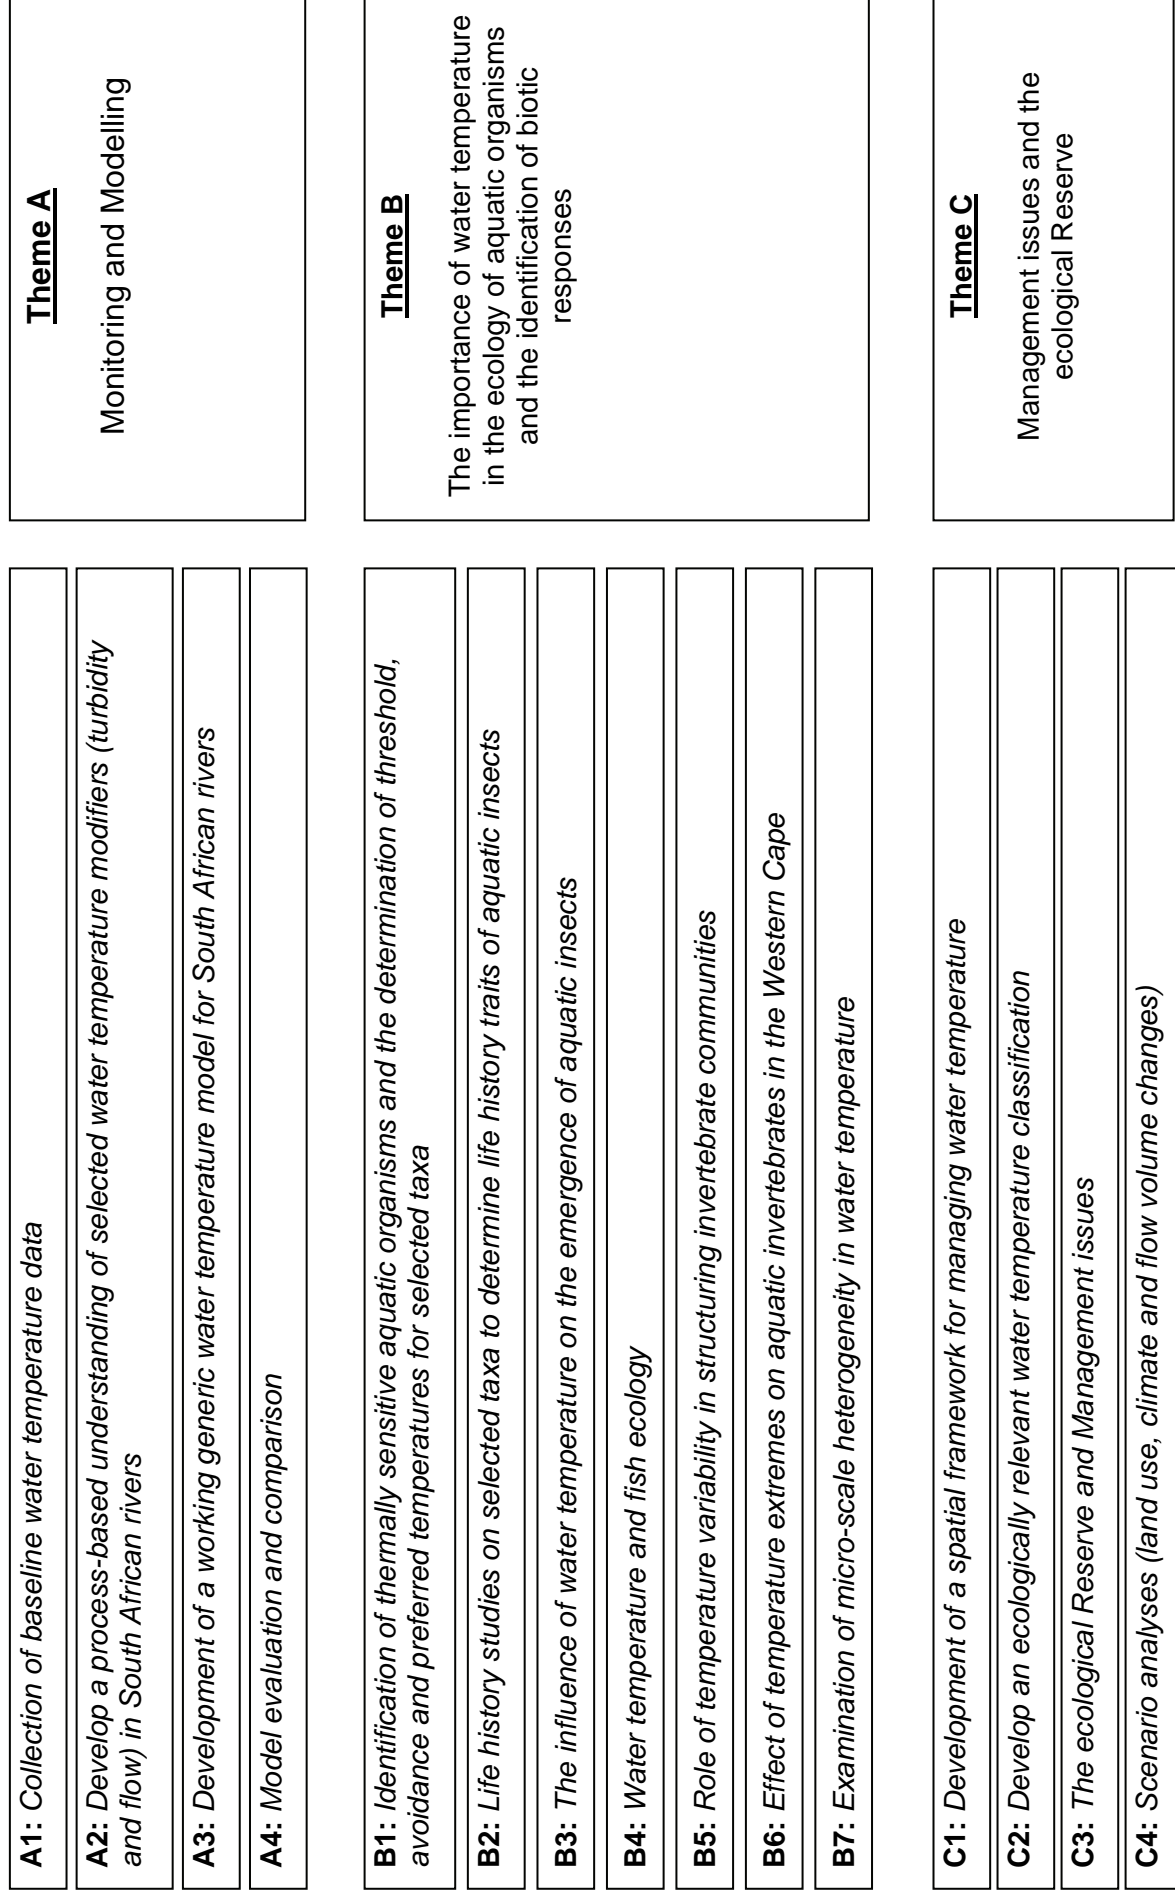 A1: Collection of baseline water temperature data
A2: Develop a process-based understanding of selected water temperature modifiers (turbidity
and flow) in South African rivers
A3: Development of a working generic water temperature model for South African rivers
A4: Model evaluation and comparison
Theme A
Monitoring and Modelling
B1: Identification of thermally sensitive aquatic organisms and the determination of threshold,
avoidance and preferred temperatures for selected taxa
B2: Life history studies on selected taxa to determine life history traits of aquatic insects
B3: The influence of water temperature on the emergence of aquatic insects
B4: Water temperature and fish ecology
B5: Role of temperature variability in structuring invertebrate communities
B6: Effect of temperature extremes on aquatic invertebrates in the Western Cape
B7: Examination of micro-scale heterogeneity in water temperature
Theme B
The importance of water temperature
in the ecology of aquatic organisms
and the identification of biotic
responses
C1: Development of a spatial framework for managing water temperature
C2: Develop an ecologically relevant water temperature classification
C3: The ecological Reserve and Management issues
C4: Scenario analyses (land use, climate and flow volume changes)
Theme C
Management issues and the
ecological Reserve